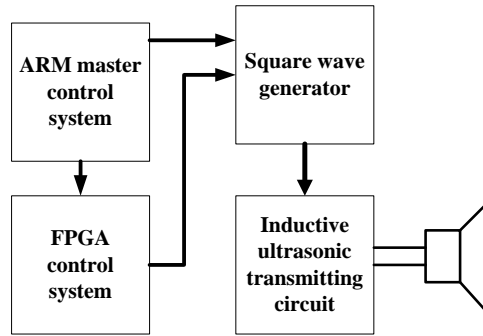 ARM master
control
system
Square wave
generator
FPGA
control
system
Inductive
ultrasonic
transmitting
circuit